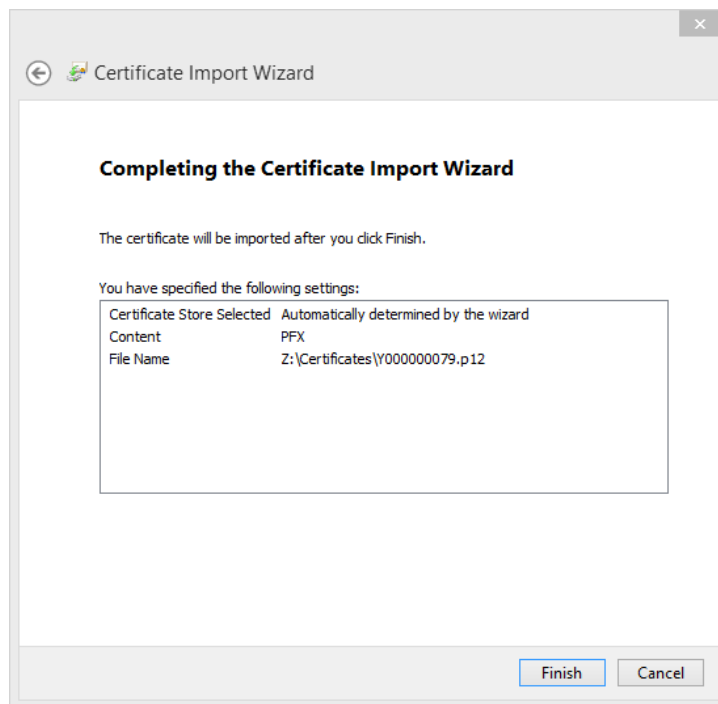 Certificate Import Wizard
Completing the Certificate Import Wizard
The certificate will be imported after you click Finish.
You have specified the following settings:
Certificate Store Selected Automatically determined by the wizard
Content PFX
File Name Z:\Certificates\Y000000079.p12
Finish Cancel